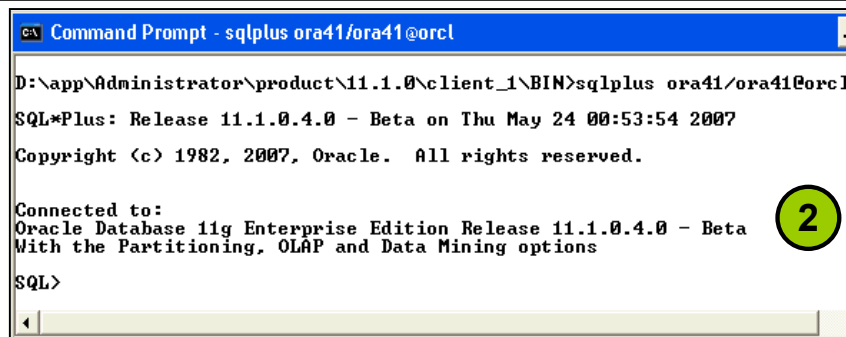 Command Prompt - sqlplus ora41/ora41@orcl
D:\app\Administrator\product\11.1.0\client_1\BIN>sqlplus ora41/ora41@orcl
SQL*Plus: Release 11.1.0.4.0 - Beta on Thu May 24 00:53:54 2007
Copyright (c) 1982, 2007, Oracle.  All rights reserved.
Connected to:
Oracle Database 11g Enterprise Edition Release 11.1.0.4.0 - Beta
With the Partitioning, OLAP and Data Mining options
2
SQL>